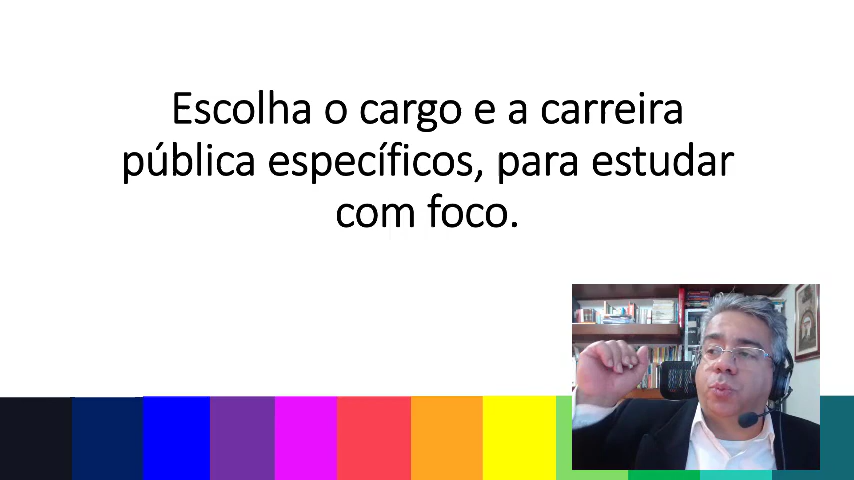 Escolha o cargo e a carreira
pública específicos, para estudar
com foco.